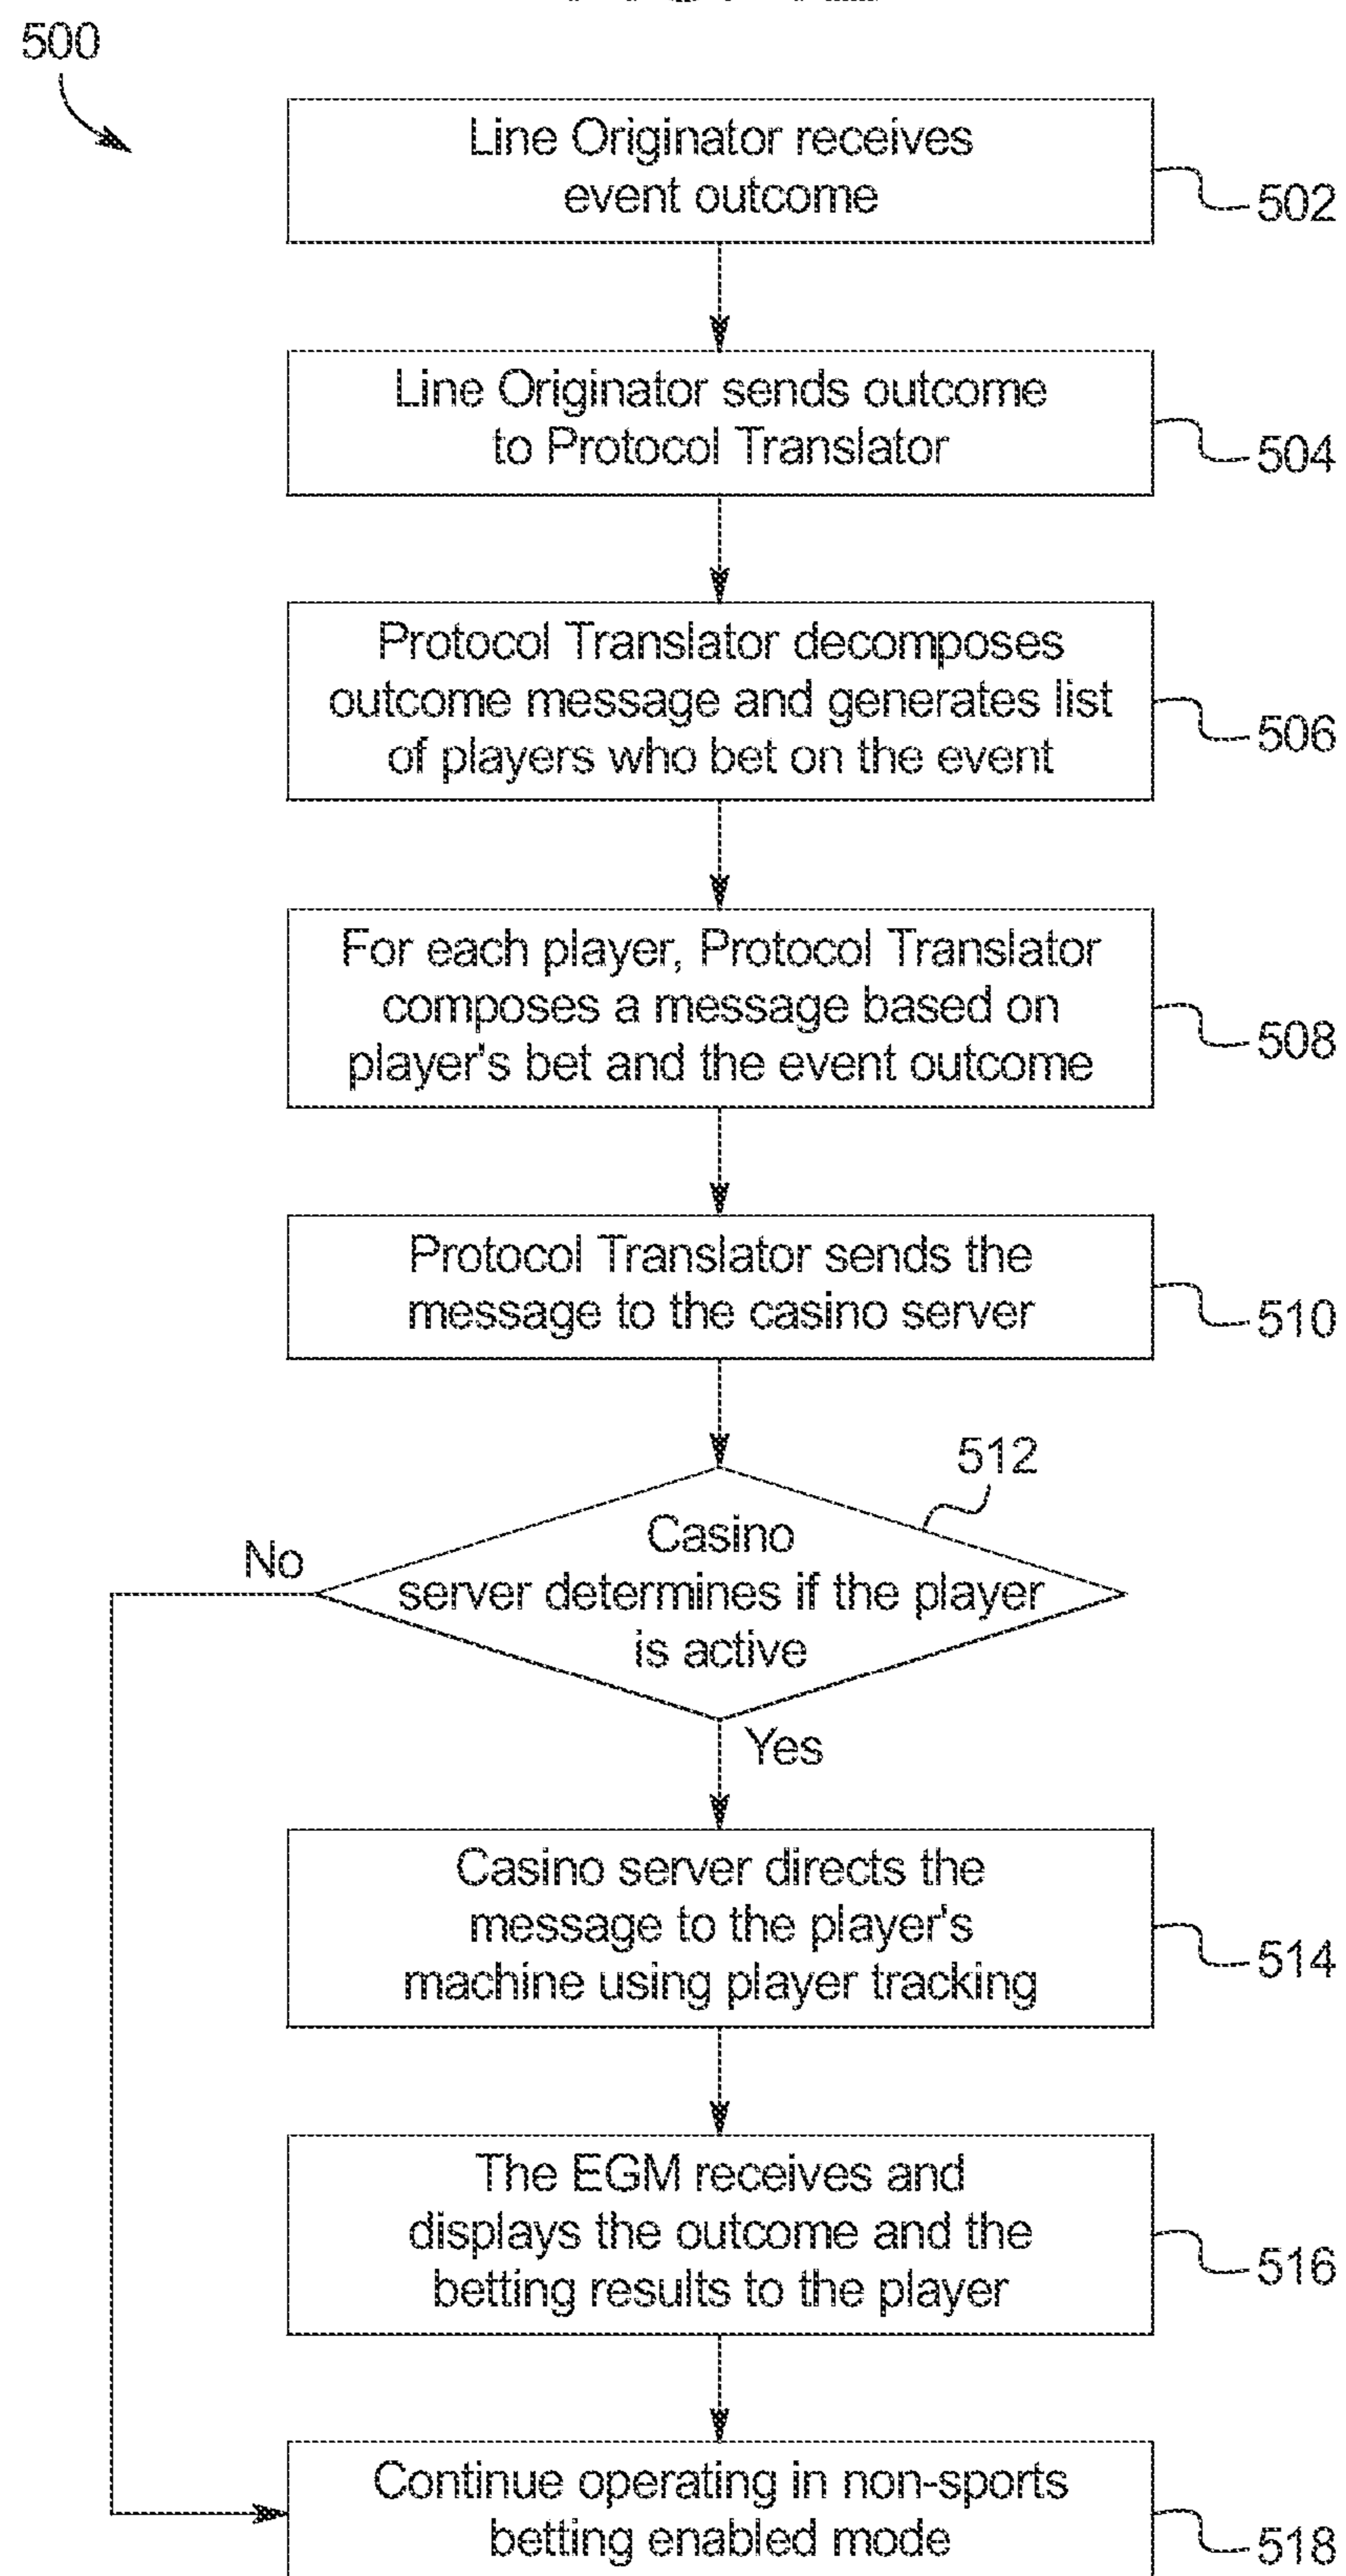 500
Line Originator receives
event outcome
502
Line Originator sends outcome
to Protocol Translator
504
Protocol Translator decomposes
outcome message and generates list
of players who bet on the event
506
For each player, Protocol Translator
composes a message based on
player's bet and the event outcome
508
Protocol Translator sends the
message to the casino server
510
512
Casino
server determines if the player
is active
No
Yes
Casino server directs the
message to the player's
machine using player tracking
514
The EGM receives and
displays the outcome and the
betting results to the player
516
Continue operating in non-sports
betting enabled mode
518